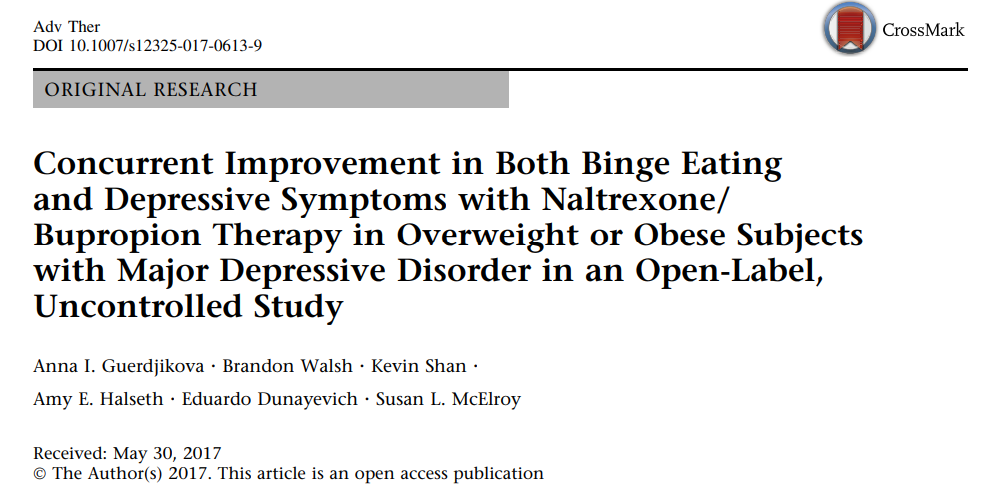 Adv Ther
DOI 10.1007/s12325-017-0613-9
CrossMark
ORIGINAL RESEARCH
Concurrent Improvement in Both Binge Eating
and Depressive Symptoms with Naltrexone/
Bupropion Therapy in Overweight or Obese Subjects
with Major Depressive Disorder in an Open-Label,
Uncontrolled Study
Anna I. Guerdjikova · Brandon Walsh · Kevin Shan ·
Amy E. Halseth · Eduardo Dunayevich · Susan L. McElroy
Received: May 30, 2017
© The Author(s) 2017. This article is an open access publication